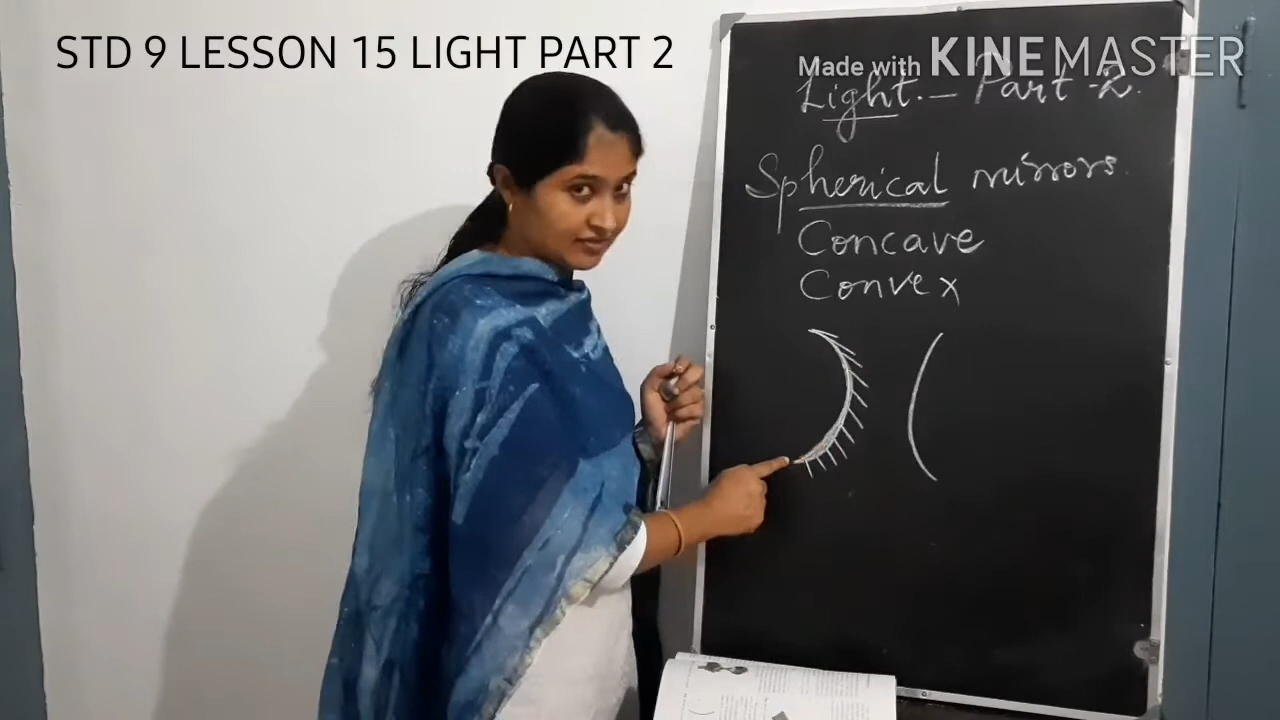 STD 9 LESSON 15 LIGHT PART 2
Made with KINEMASTER
Light.— Part -2.
Spherical mirrors.
Concave
Convex